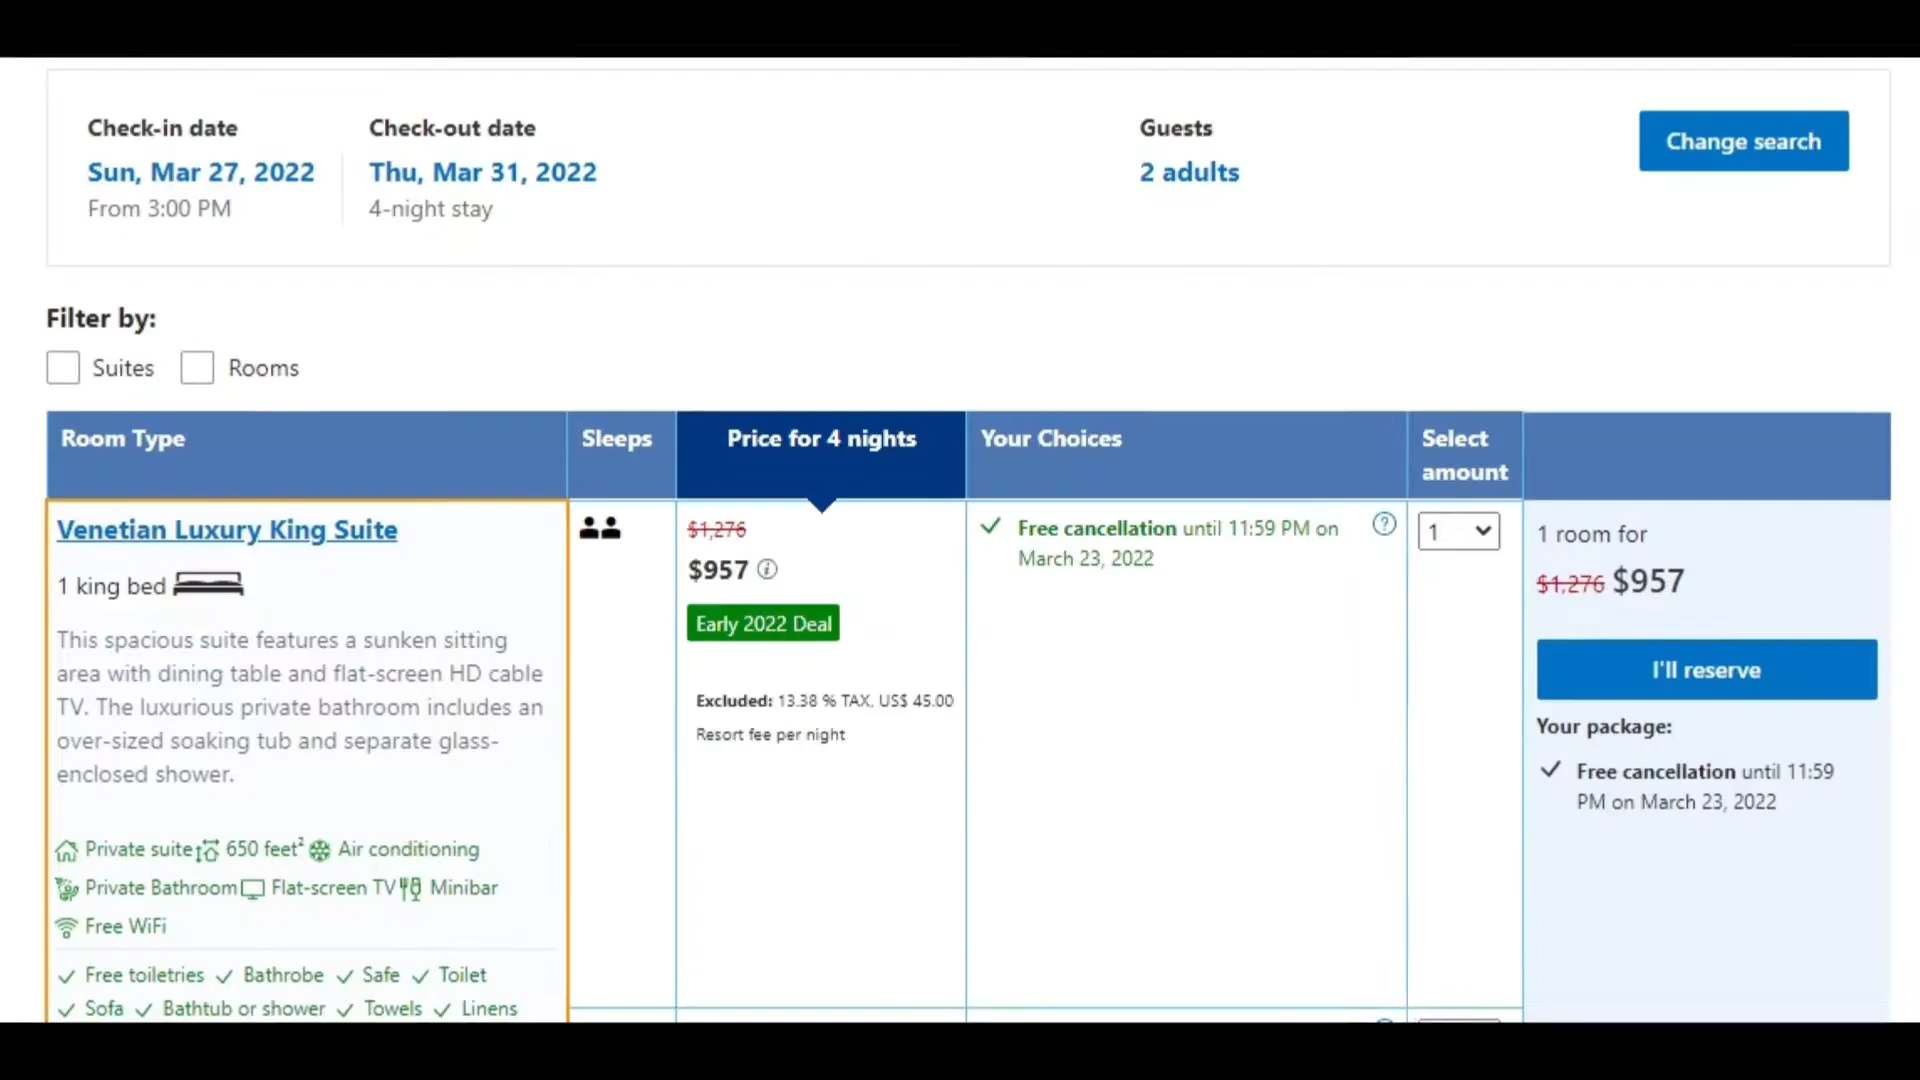 Check-in date
Check-out date
Guests
Change search
Sun, Mar 27, 2022
Thu, Mar 31, 2022
2 adults
From 3:00 PM
4-night stay
Filter by:
Suites
Rooms
Room Type
Sleeps
Price for 4 nights
Your Choices
Select
amount
Venetian Luxury King Suite
1 king bed
This spacious suite features a sunken sitting
area with dining table and flat-screen HD cable
TV. The luxurious private bathroom includes an
over-sized soaking tub and separate glass-
enclosed shower.
Private suite 650 feet² Air conditioning
Private Bathroom Flat-screen TV Minibar
Free WiFi
Free toiletries Bathrobe Safe Toilet
Sofa Bathtub or shower Towels Linens
$1,276
$957
Early 2022 Deal
Excluded: 13.38 % TAX, US$ 45.00
Resort fee per night
Free cancellation until 11:59 PM on
March 23, 2022
1
1 room for
$1,276 $957
I'll reserve
Your package:
Free cancellation until 11:59
PM on March 23, 2022